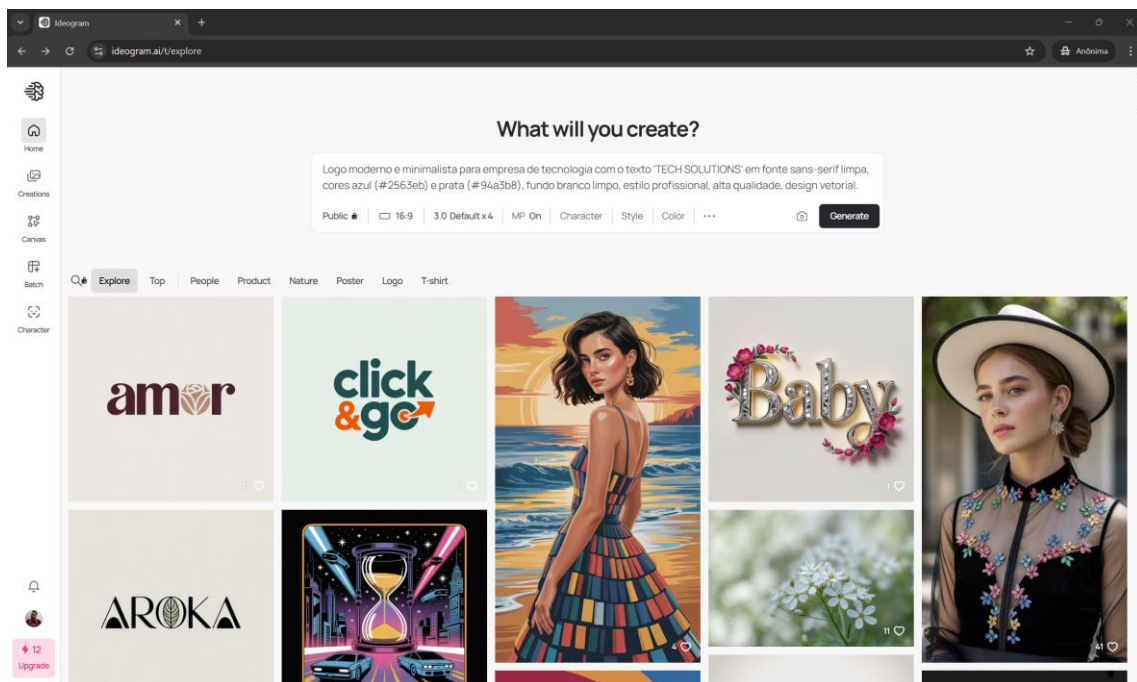 Ideogram
ideogram.ai/t/explore
Anônima
Home
Creations
Canvas
Batch
Character
12
Upgrade
What will you create?
Logo moderno e minimalista para empresa de tecnologia com o texto 'TECH SOLUTIONS' em fonte sans-serif limpa,
cores azul (#2563eb) e prata (#94a3b8), fundo branco limpo, estilo profissional, alta qualidade, design vetorial.
Public 16:9 3.0 Default x 4 MP On Character Style Color ... Generate
Explore Top People Product Nature Poster Logo T-shirt
amor
click
&go
Baby
1
AROKA
4
11
41